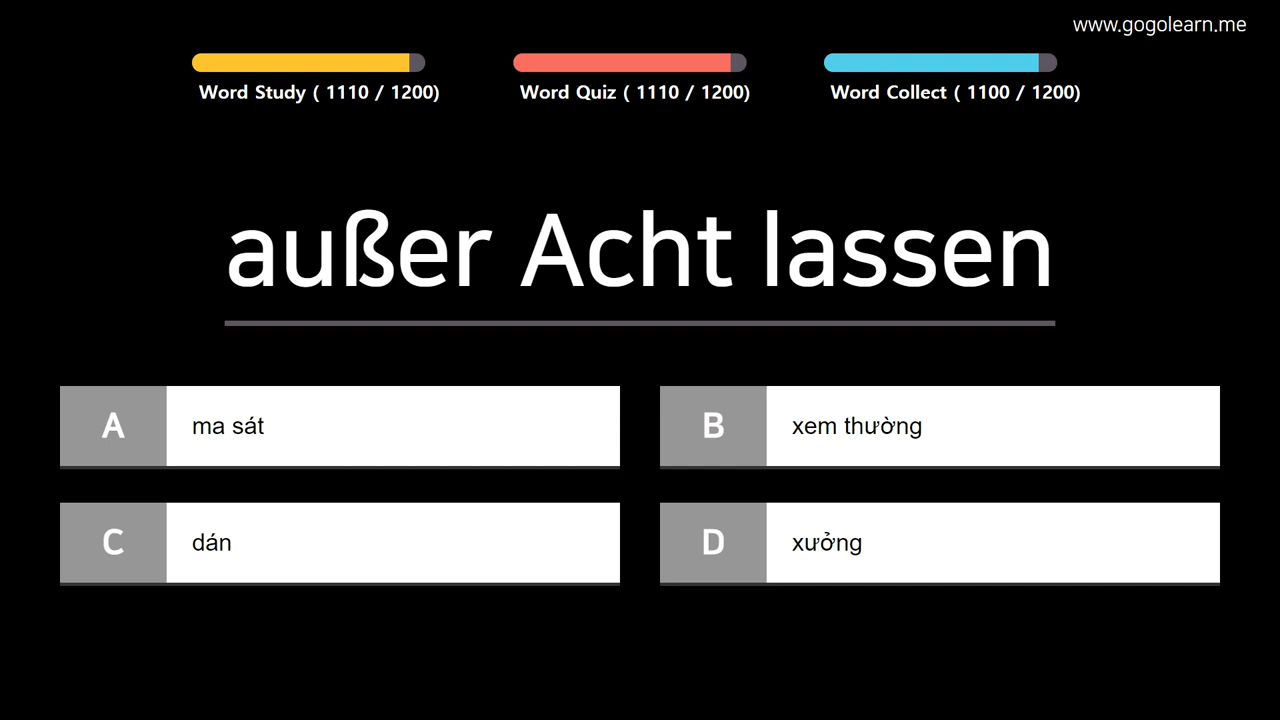 www.gogolearn.me
Word Study ( 1110 / 1200)
Word Quiz ( 1110 / 1200)
Word Collect ( 1100 / 1200)
außer Acht lassen
A ma sát
B xem thường
C dán
D xưởng